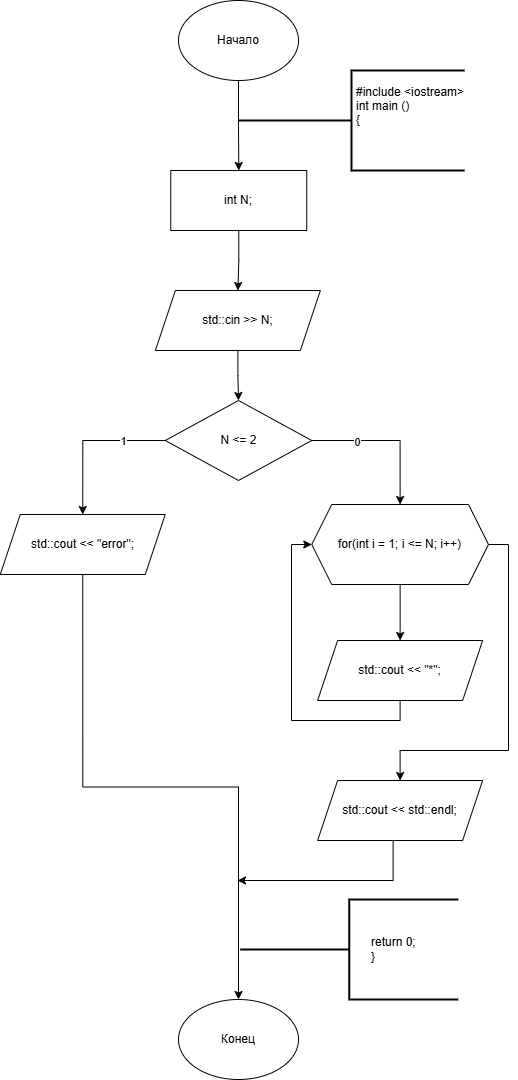 Начало
#include <iostream>
int main ()
{
int N;
std::cin >> N;
N <= 2
1
0
std::cout << "error";
for(int i = 1; i <= N; i++)
std::cout << "*";
std::cout << std::endl;
return 0;
}
Конец